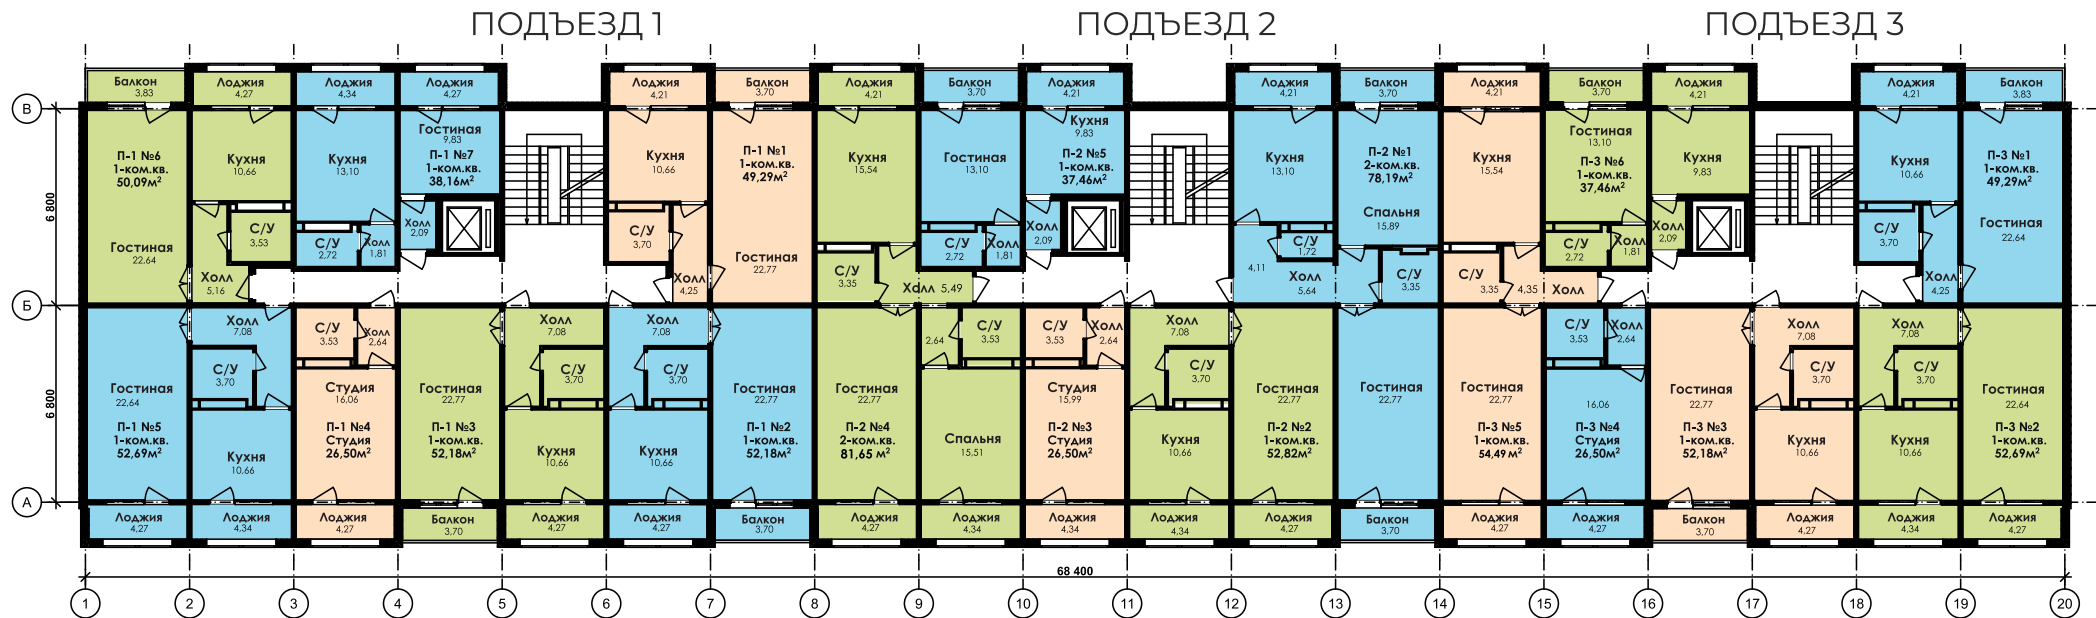 ПОДЪЕЗД 1
ПОДЪЕЗД 2
ПОДЪЕЗД 3
Балкон
3,83
Лоджия
4,27
Лоджия
4,34
Лоджия
4,27
Лоджия
4,21
Балкон
3,70
Лоджия
4,21
Балкон
3,70
Лоджия
4,21
Лоджия
4,21
Балкон
3,70
Лоджия
4,21
Балкон
3,70
Лоджия
4,21
Лоджия
4,21
Балкон
3,83
В
6 800
Б
6 800
А
П-1 №6
1-ком.кв.
50,09м²
Гостиная
22,64
Кухня
10,66
С/У
3,53
Холл
5,16
Кухня
13,10
С/У
2,72
Холл
1,81
Гостиная
9,83
П-1 №7
1-ком.кв.
38,16м²
Холл
2,09
Кухня
10,66
С/У
3,70
Холл
4,25
П-1 №1
1-ком.кв.
49,29м²
Гостиная
22,77
Кухня
15,54
С/У
3,35
Холл 5,49
Гостиная
13,10
С/У
2,72
Холл
1,81
Кухня
9,83
П-2 №5
1-ком.кв.
37,46м²
Холл
2,09
Кухня
13,10
С/У
1,72
4,11
Холл
5,64
П-2 №1
2-ком.кв.
78,19м²
Спальня
15,89
С/У
3,35
Кухня
15,54
С/У
3,35
4,35
Холл
Гостиная
13,10
П-3 №6
1-ком.кв.
37,46м²
С/У
2,72
Холл
1,81
Кухня
9,83
Холл
2,09
Кухня
10,66
С/У
3,70
Холл
4,25
П-3 №1
1-ком.кв.
49,29м²
Гостиная
22,64
Гостиная
22,64
П-1 №5
1-ком.кв.
52,69м²
Холл
7,08
С/У
3,70
Кухня
10,66
С/У
3,53
Холл
2,64
Студия
16,06
П-1 №4
Студия
26,50м²
Гостиная
22,77
П-1 №3
1-ком.кв.
52,18м²
Холл
7,08
С/У
3,70
Кухня
10,66
Холл
7,08
С/У
3,70
Кухня
10,66
Гостиная
22,77
П-1 №2
1-ком.кв.
52,18м²
Гостиная
22,77
П-2 №4
2-ком.кв.
81,65 м²
2,64
С/У
3,53
Спальня
15,51
С/У
3,53
Холл
2,64
Студия
15,99
П-2 №3
Студия
26,50м²
Холл
7,08
С/У
3,70
Кухня
10,66
Гостиная
22,77
П-2 №2
1-ком.кв.
52,82м²
Гостиная
22,77
Гостиная
22,77
П-3 №5
1-ком.кв.
54,49 м²
С/У
3,53
Холл
2,64
16,06
П-3 №4
Студия
26,50м²
Гостиная
22,77
П-3 №3
1-ком.кв.
52,18м²
Холл
7,08
С/У
3,70
Кухня
10,66
Холл
7,08
С/У
3,70
Кухня
10,66
Гостиная
22,64
П-3 №2
1-ком.кв.
52,69м²
Лоджия
4,27
Лоджия
4,34
Лоджия
4,27
Балкон
3,70
Лоджия
4,27
Лоджия
4,27
Балкон
3,70
Лоджия
4,27
Лоджия
4,34
Лоджия
4,34
Лоджия
4,34
Лоджия
4,27
Балкон
3,70
Лоджия
4,27
Лоджия
4,27
Балкон
3,70
Лоджия
4,27
Лоджия
4,34
Лоджия
4,27
68 400
1 2 3 4 5 6 7 8 9 10 11 12 13 14 15 16 17 18 19 20